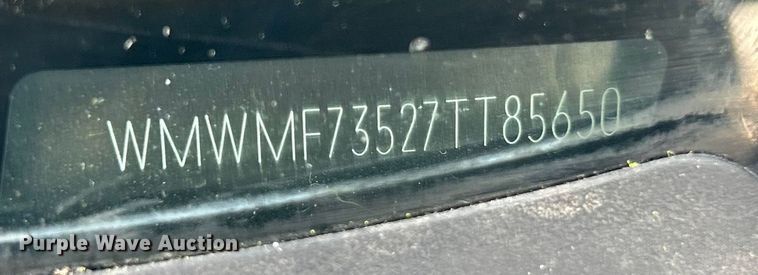 WMWMF73527TT85650
Purple Wave Auction